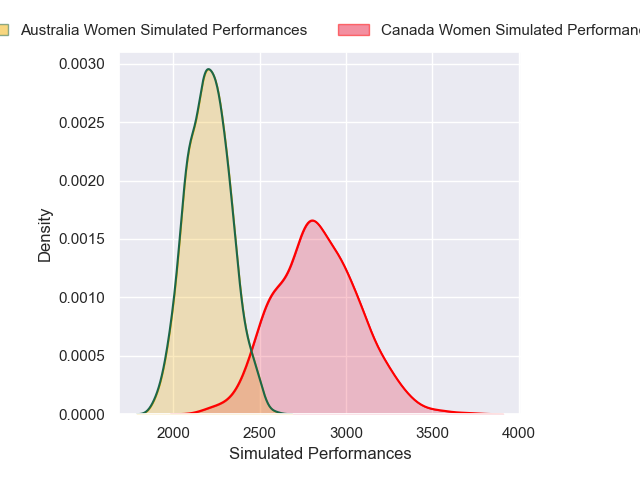 Australia Women Simulated Performances
Canada Women Simulated
0.0030
0.0025
0.0020
0.0015
0.0010
0.0005
0.0000
Density
2000 2500 3000 3500 4000
Simulated Performances